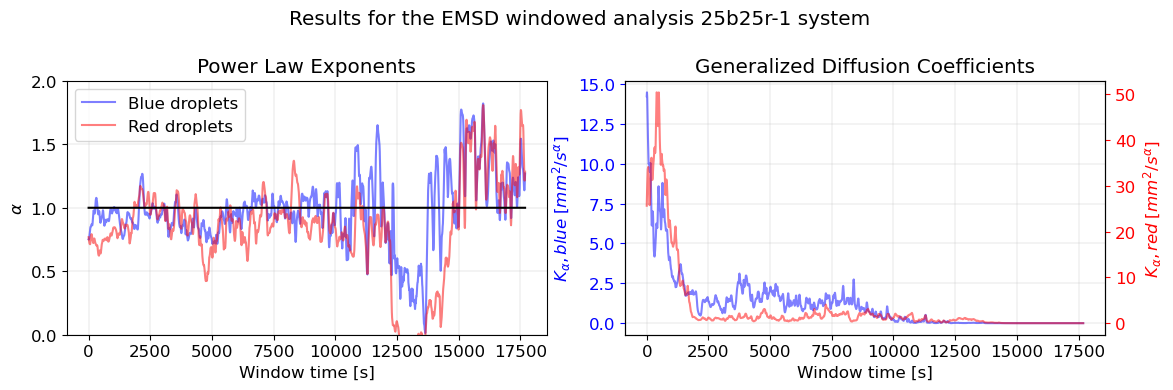 Results for the EMSD windowed analysis 25b25r-1 system
Power Law Exponents
2.0
1.5
1.0
0.5
0.0
α
Blue droplets
Red droplets
0 2500 5000 7500 10000 12500 15000 17500
Window time [s]
Generalized Diffusion Coefficients
15.0
12.5
10.0
7.5
5.0
2.5
0.0
Kα, blue [mm²/s^α]
50
40
30
20
10
0
Kα, red [mm²/s^α]
0 2500 5000 7500 10000 12500 15000 17500
Window time [s]